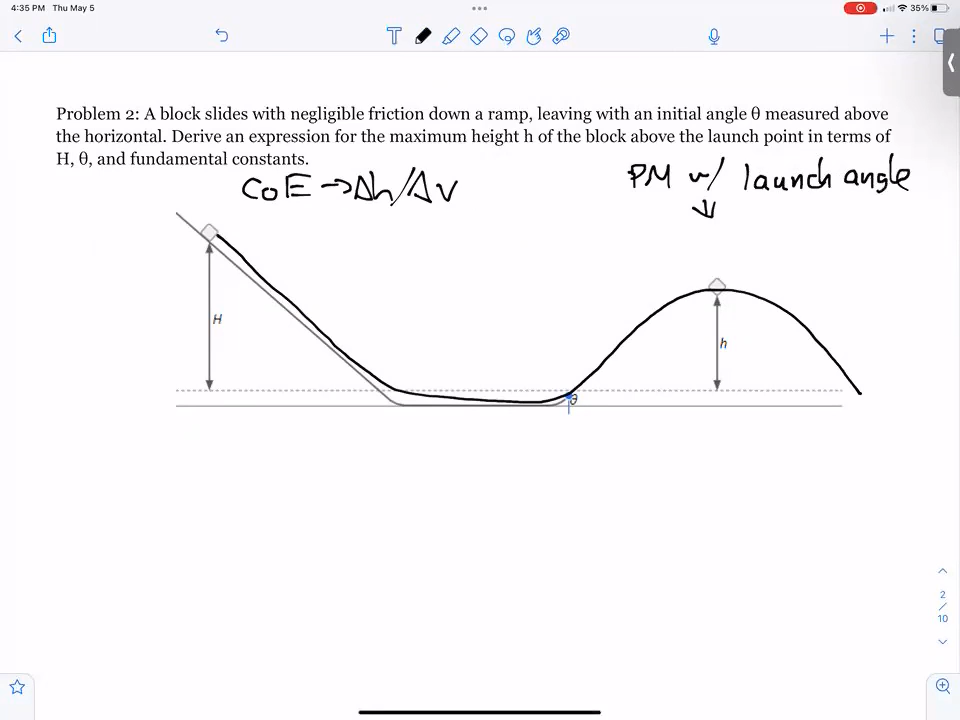 4:35 PM Thu May 5
35%
Problem 2: A block slides with negligible friction down a ramp, leaving with an initial angle θ measured above
the horizontal. Derive an expression for the maximum height h of the block above the launch point in terms of
H, θ, and fundamental constants.
CoE → Δh/Δv
PM w/ launch angle
H
h
θ
2
/
10